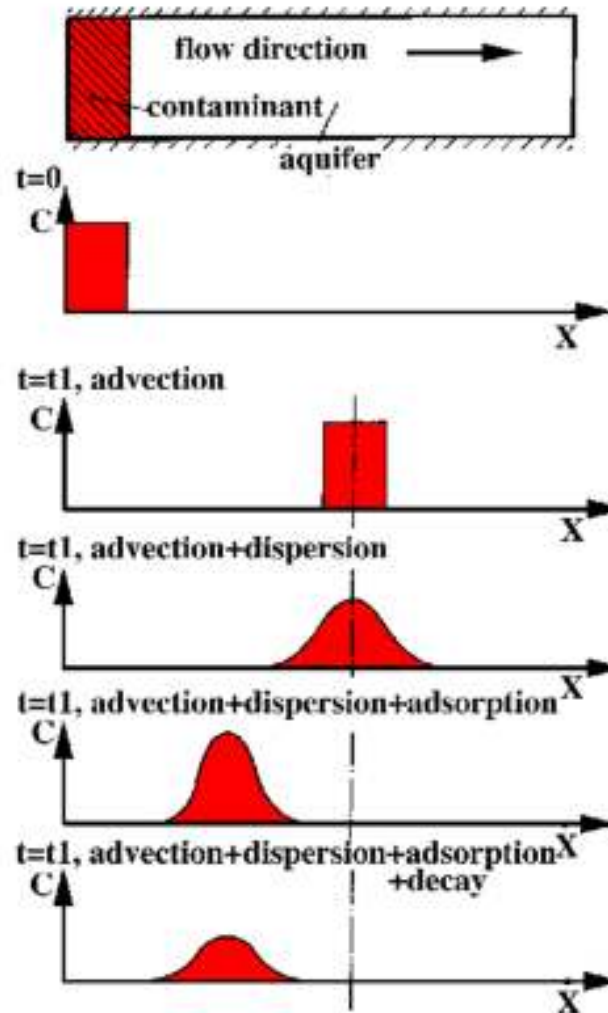 flow direction
contaminant
aquifer
t=0
C
X
t=t1, advection
C
X
t=t1, advection+dispersion
C
X
t=t1, advection+dispersion+adsorption
C
X
t=t1, advection+dispersion+adsorption
+decay
C
X